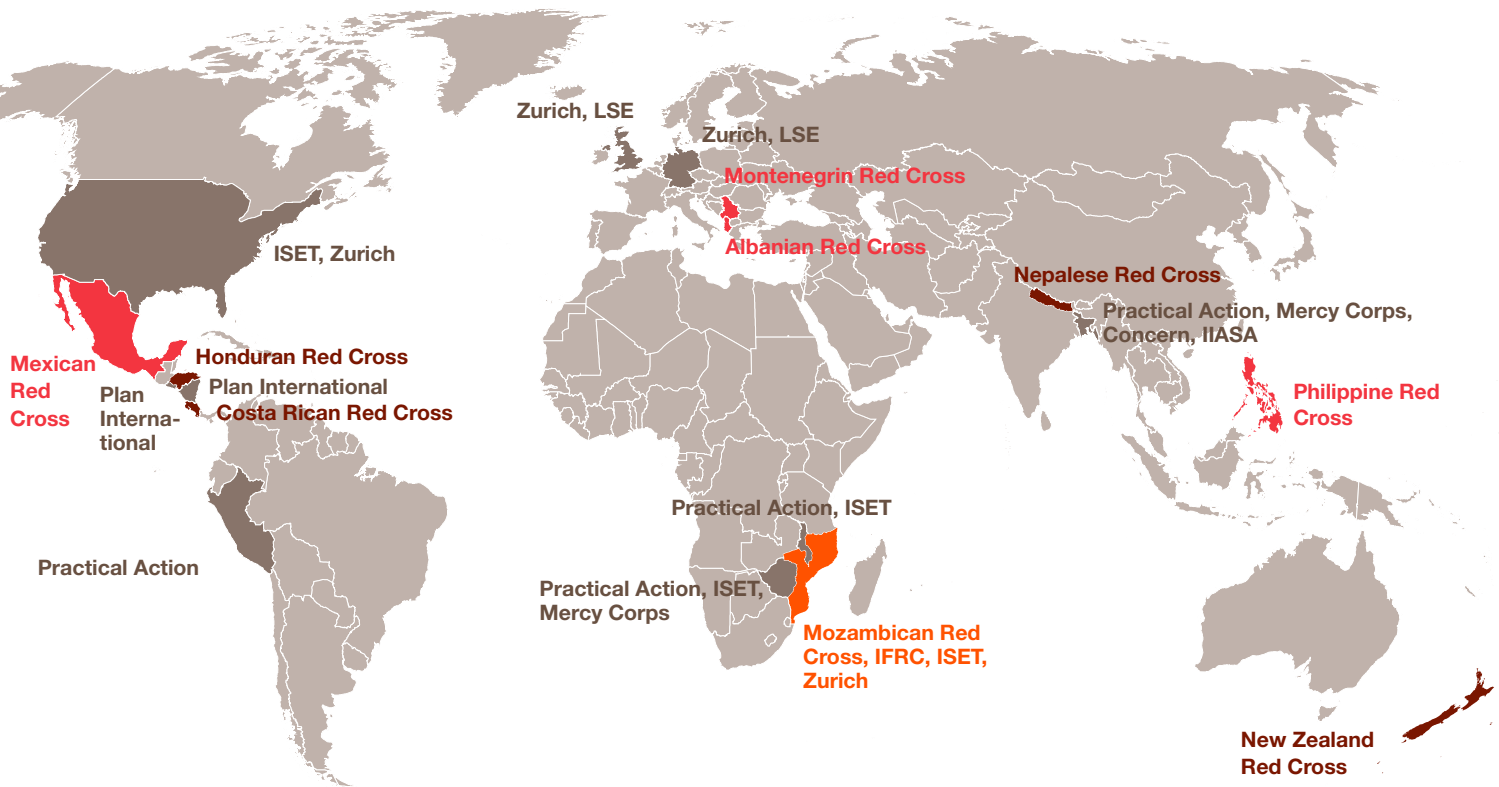 Zurich, LSE
Zurich, LSE
Montenegrin Red Cross
Albanian Red Cross
ISET, Zurich
Nepalese Red Cross
Practical Action, Mercy Corps,
Concern, IIASA
Mexican
Red
Cross
Honduran Red Cross
Plan International
Plan
Interna-
tional
Costa Rican Red Cross
Philippine Red
Cross
Practical Action
Practical Action, ISET
Practical Action, ISET,
Mercy Corps
Mozambican Red
Cross, IFRC, ISET,
Zurich
New Zealand
Red Cross